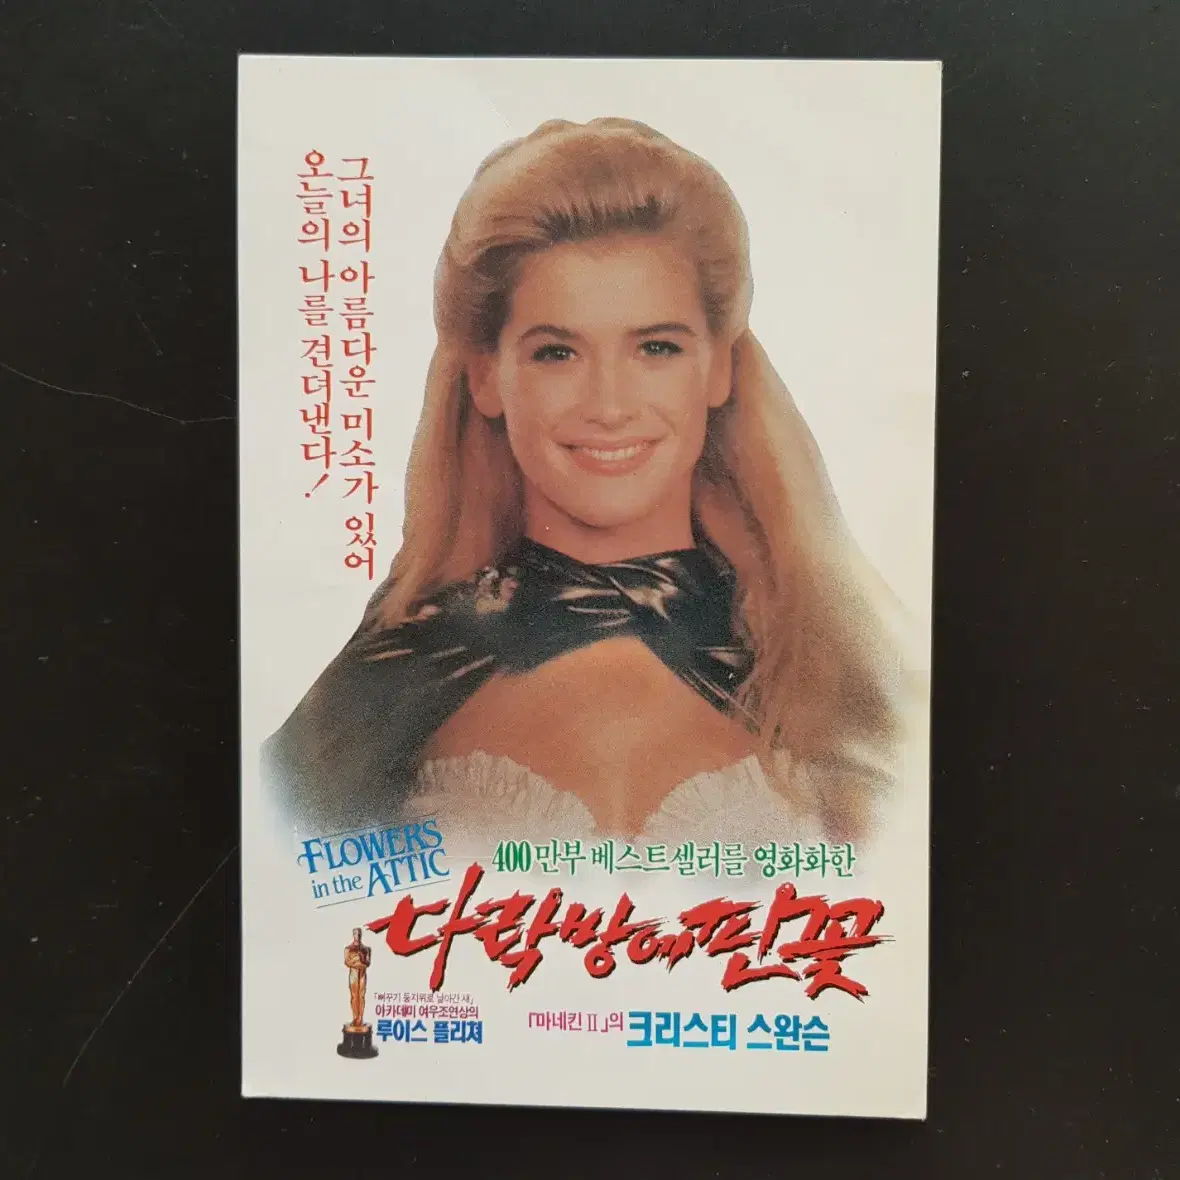 그녀의 아름다운 미소가 있어
오늘의 나를 견뎌낸다!
FLOWERS
in the ATTIC
400만부 베스트셀러를 영화화한
다락방에 핀 꽃
「뻐꾸기 둥지위로 날아간 새」
아카데미 여우조연상의
루이스 플리쳐
「마네킨 II」의 크리스티 스완슨